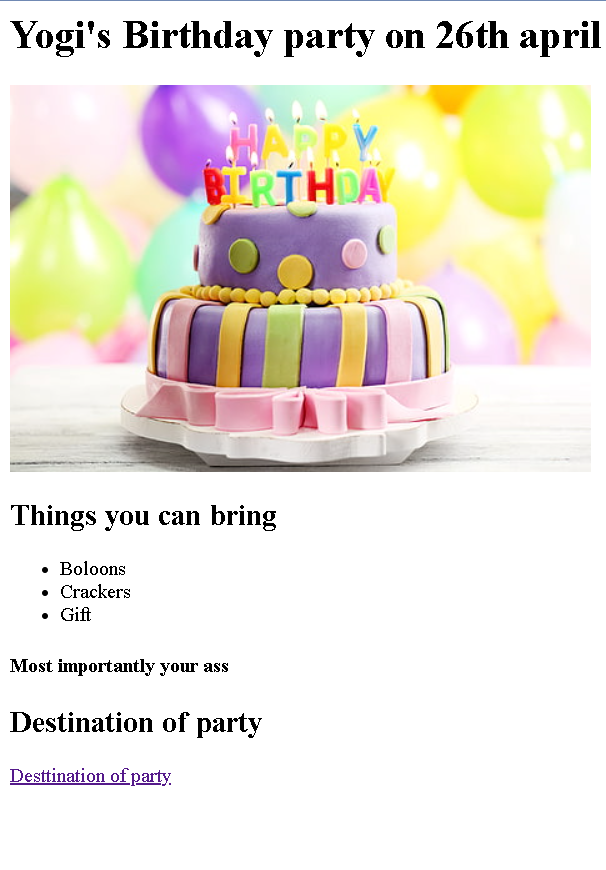 Yogi's Birthday party on 26th april
HAPPY
BIRTHDAY
Things you can bring
Boloons
Crackers
Gift
Most importantly your ass
Destination of party
Desttination of party